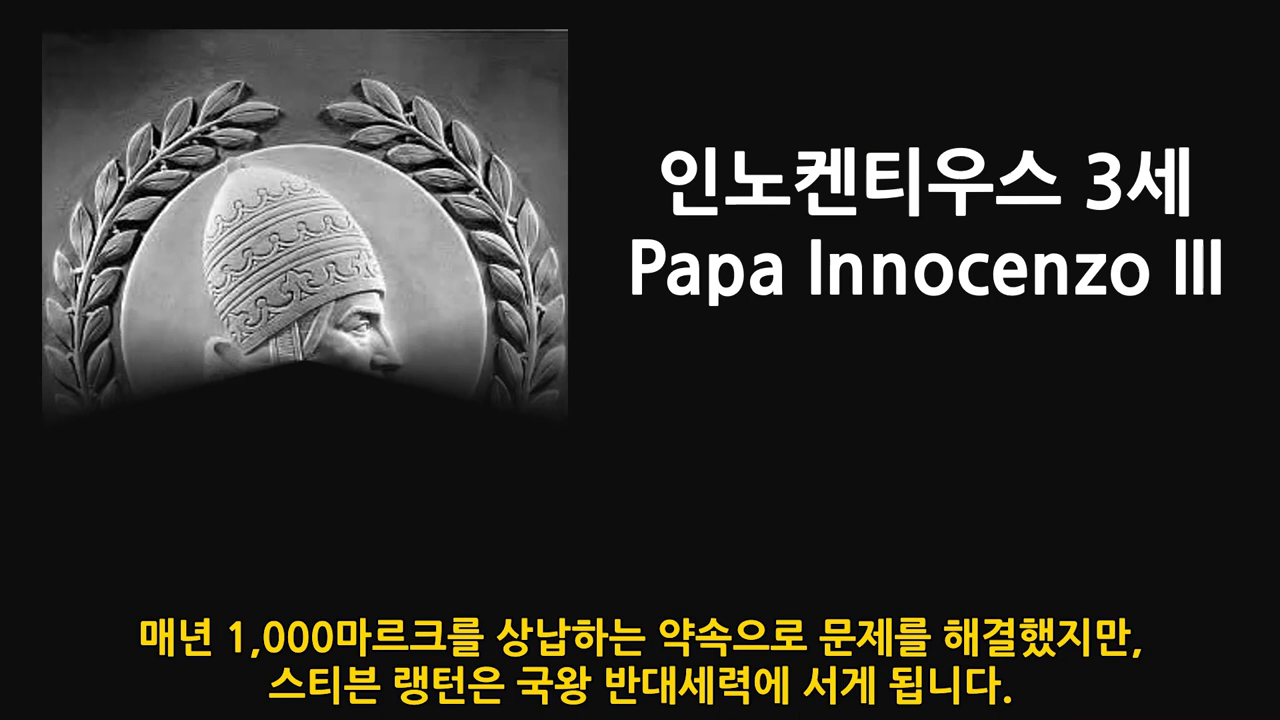 인노켄티우스 3세
Papa Innocenzo III
매년 1,000마르크를 상납하는 약속으로 문제를 해결했지만,
스티븐 랭턴은 국왕 반대세력에 서게 됩니다.